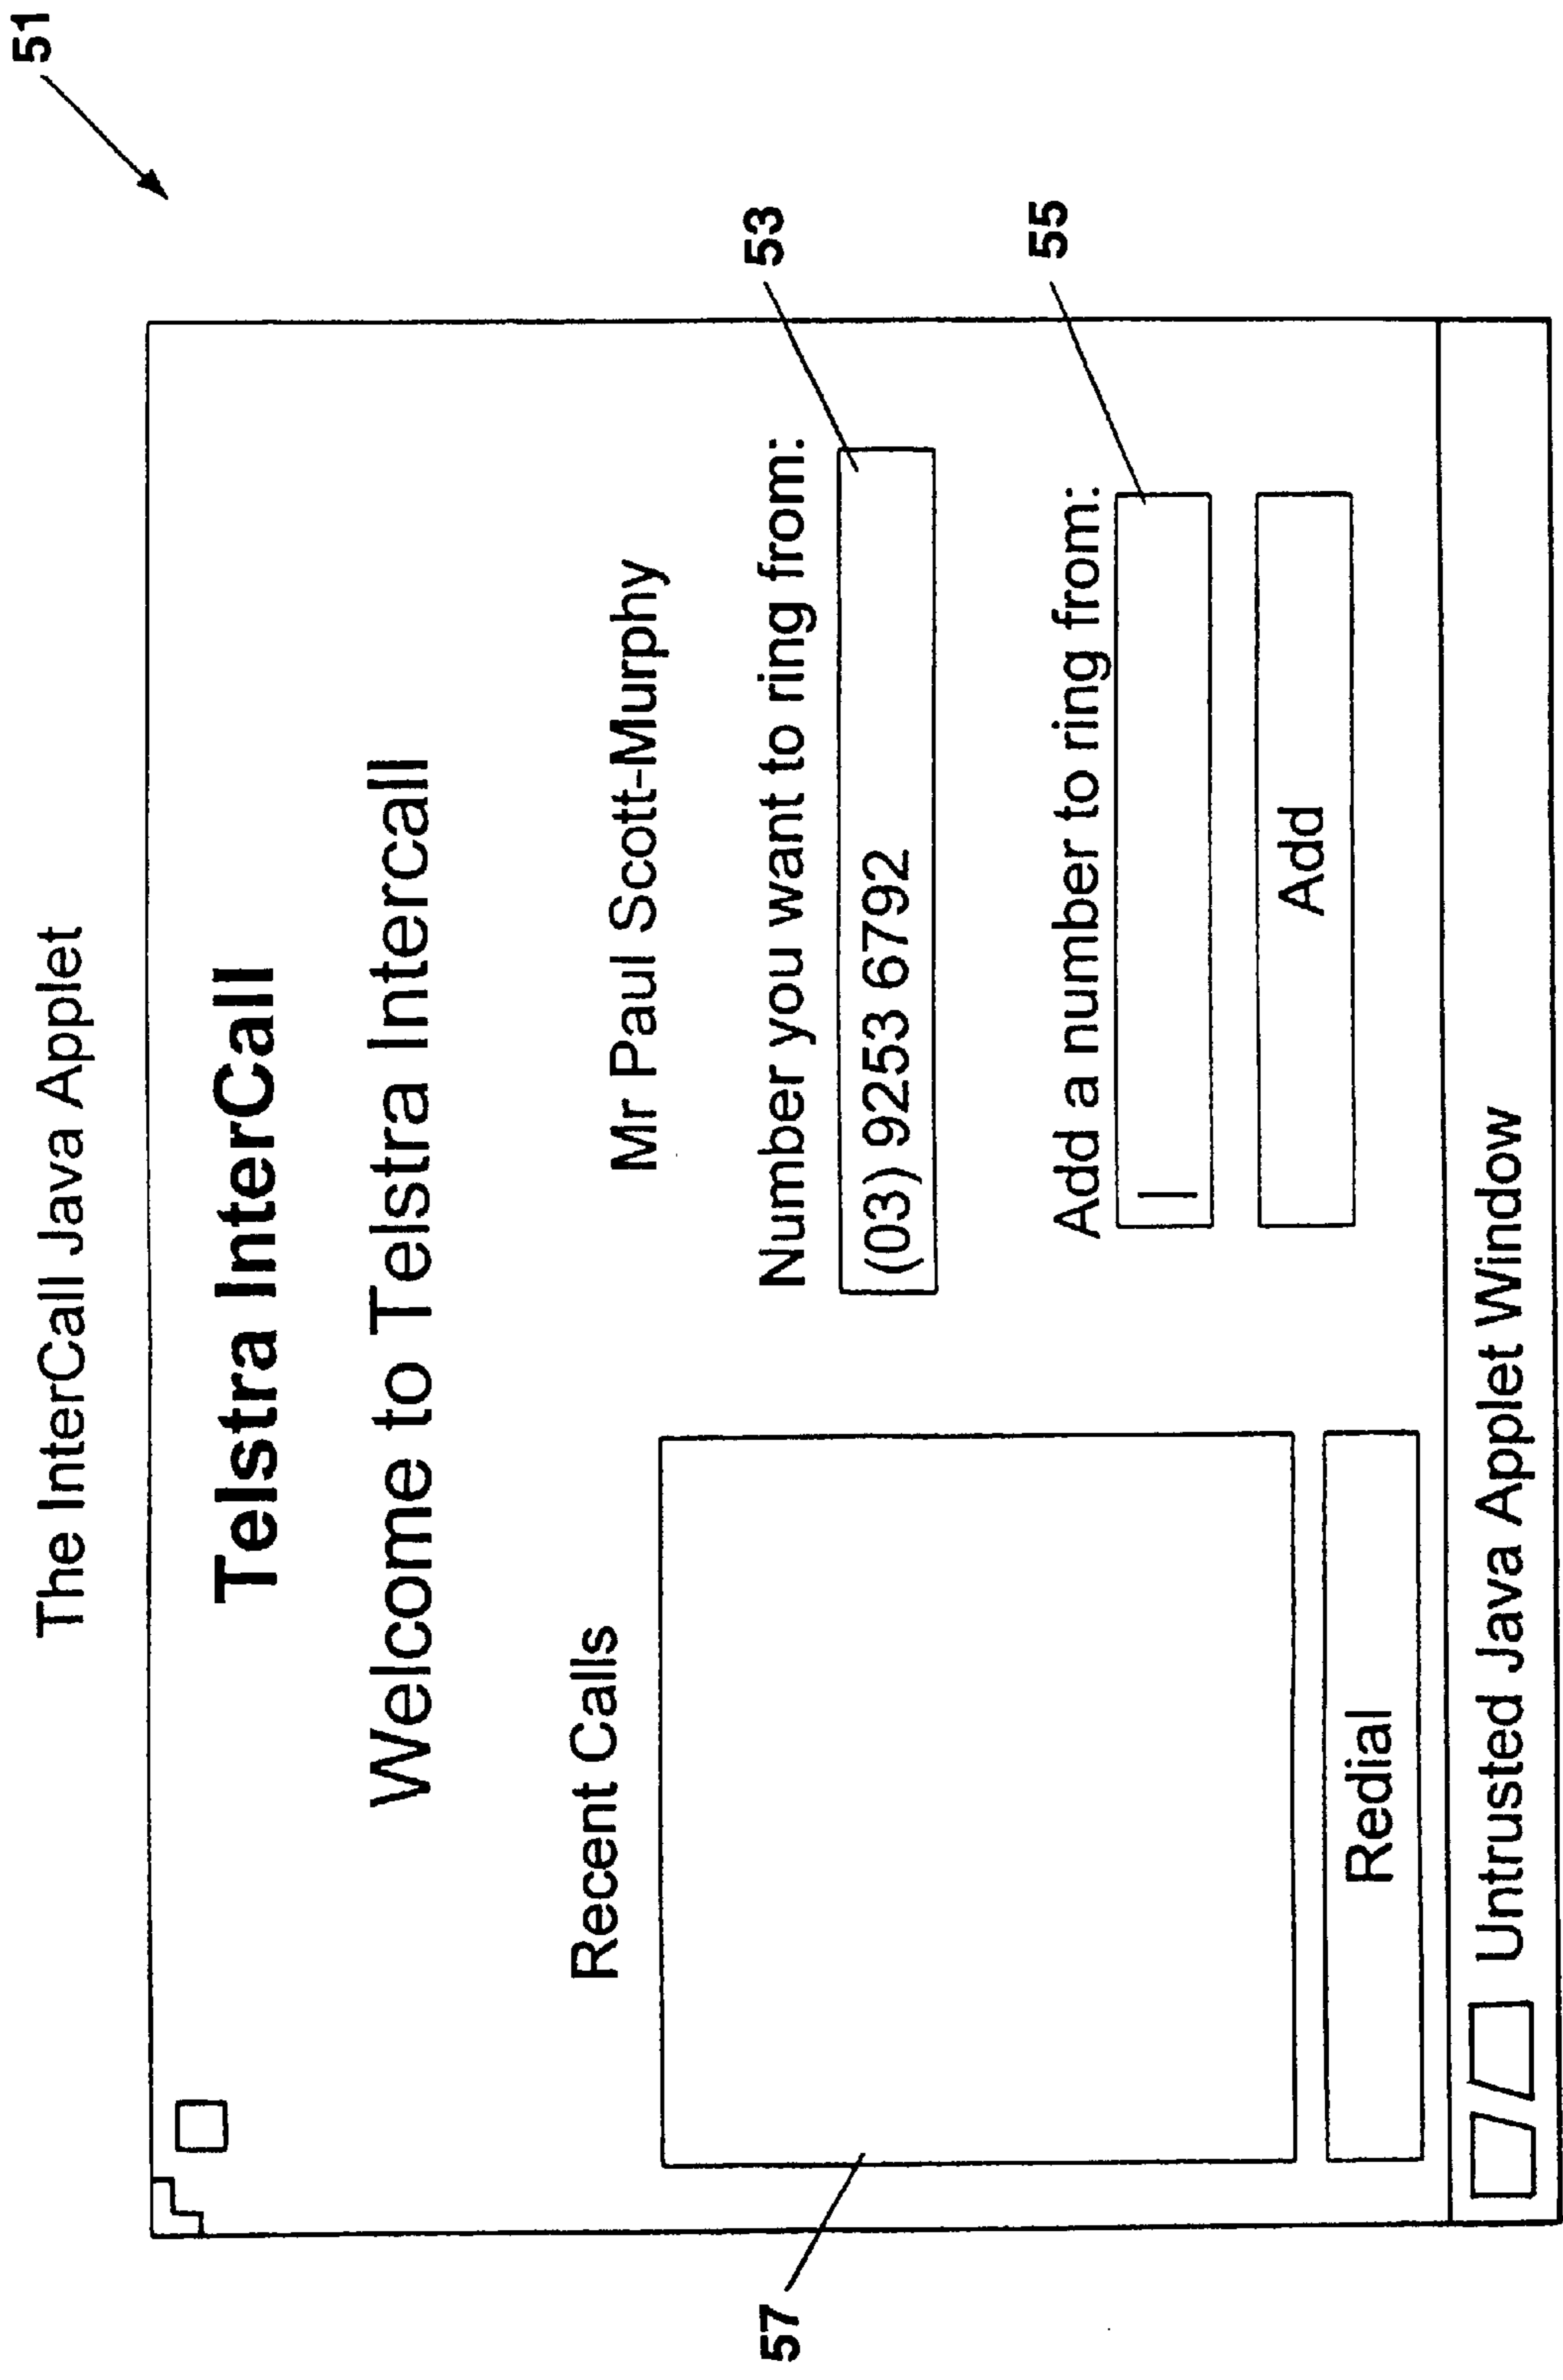 The InterCall Java Applet
51
Telstra InterCall
Welcome to Telstra Intercall
Recent Calls
57
Redial
Mr Paul Scott-Murphy
Number you want to ring from:
(03) 9253 6792
53
Add a number to ring from:
55
Add
Untrusted Java Applet Window